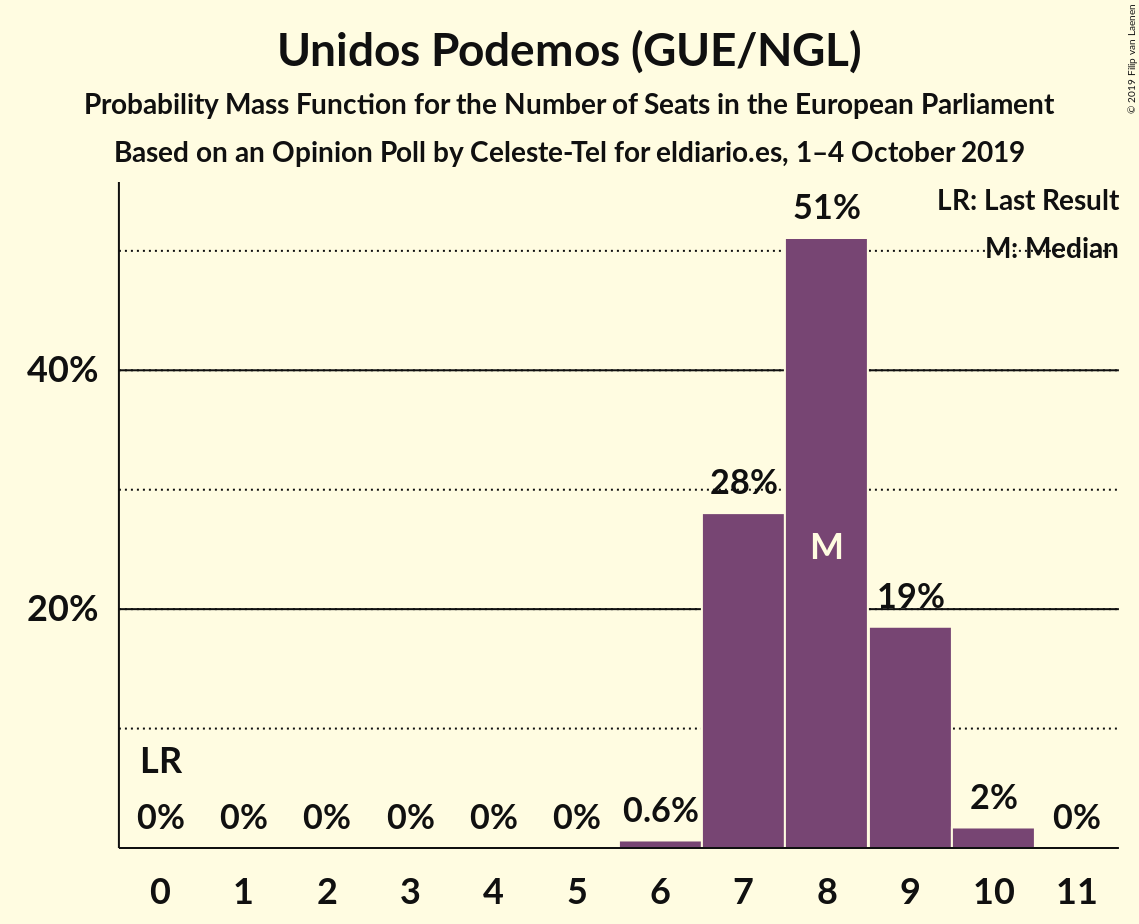 Unidos Podemos (GUE/NGL)
Probability Mass Function for the Number of Seats in the European Parliament
Based on an Opinion Poll by Celeste-Tel for eldiario.es, 1–4 October 2019
© 2019 Filip van Laenen
LR: Last Result
M: Median
51%
40%
28%
M
20%
19%
LR
0% 0% 0% 0% 0% 0% 0.6% 2% 0%
0 1 2 3 4 5 6 7 8 9 10 11